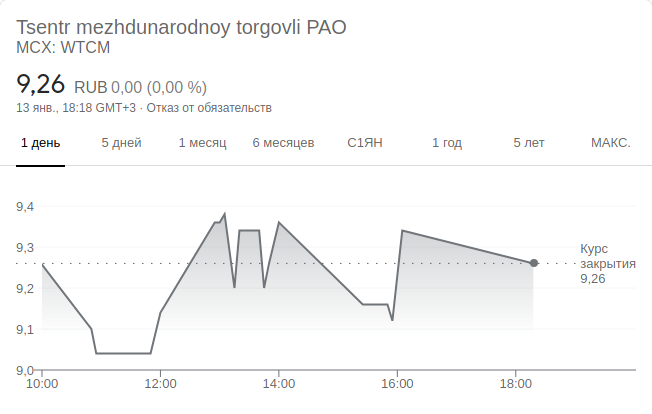 Tsentr mezhdunarodnoy torgovli PAO
MCX: WTCM
9,26 RUB 0,00 (0,00 %)
13 янв., 18:18 GMT+3 · Отказ от обязательств
1 день 5 дней 1 месяц 6 месяцев С1ЯН 1 год 5 лет МАКС.
9,4
9,3
Курс
закрытия
9,26
9,2
9,1
9,0
10:00 12:00 14:00 16:00 18:00